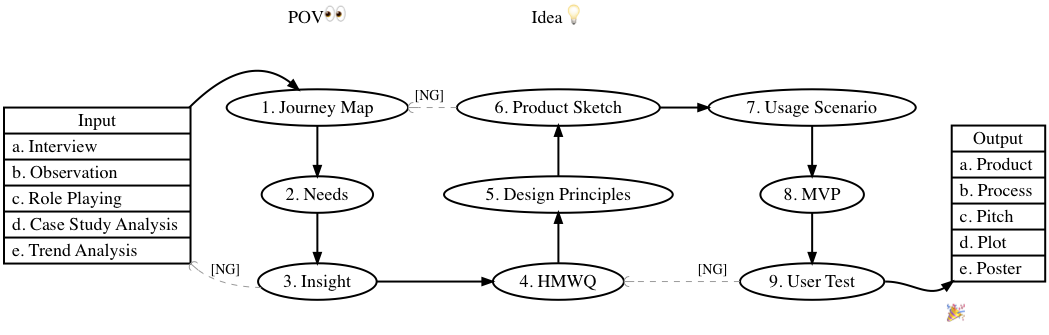 POV👀
Idea💡
Input
a. Interview
b. Observation
c. Role Playing
d. Case Study Analysis
e. Trend Analysis
1. Journey Map
2. Needs
3. Insight
[NG]
[NG]
6. Product Sketch
5. Design Principles
4. HMWQ
[NG]
7. Usage Scenario
8. MVP
9. User Test
Output
a. Product
b. Process
c. Pitch
d. Plot
e. Poster
🎉